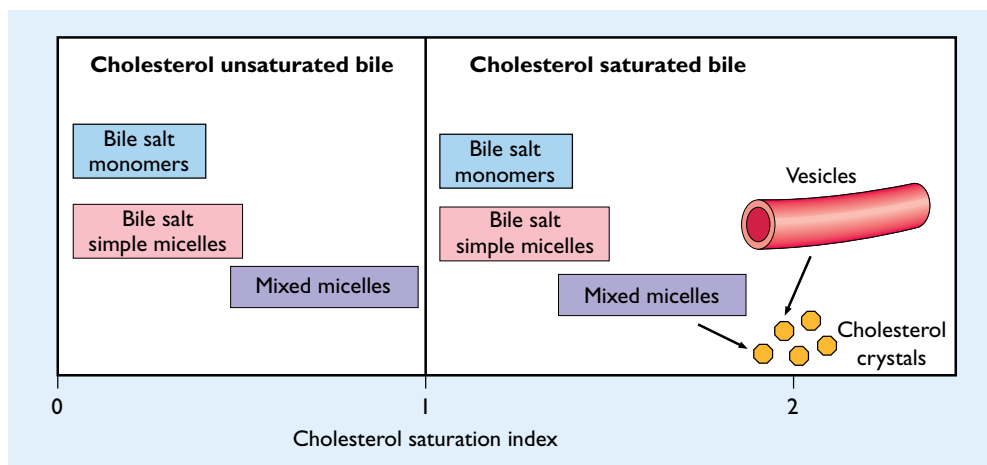 Cholesterol unsaturated bile
Bile salt
monomers
Bile salt
simple micelles
Mixed micelles
Cholesterol saturated bile
Bile salt
monomers
Bile salt
simple micelles
Mixed micelles
Vesicles
Cholesterol
crystals
0
1
2
Cholesterol saturation index